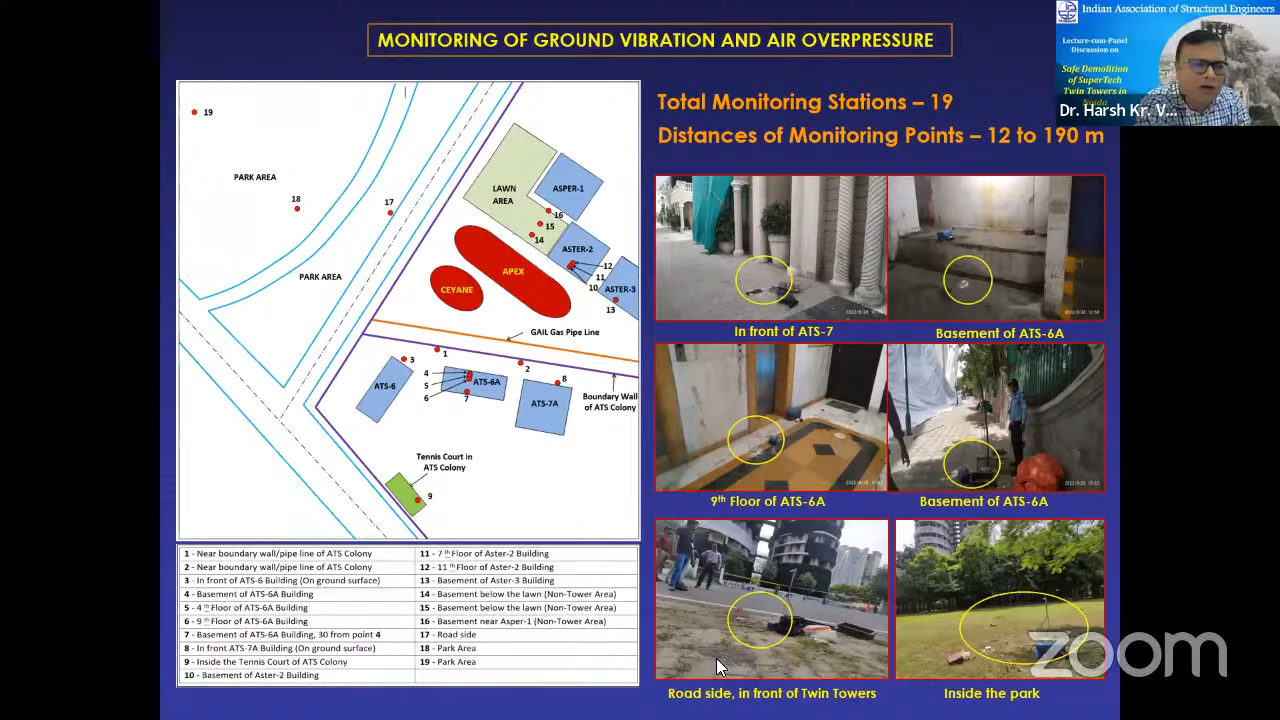 MONITORING OF GROUND VIBRATION AND AIR OVERPRESSURE
Indian Association of Structural Engineers
Lecture-cum-Panel
Discussion on
Safe Demolition
of SuperTech
Twin Towers in
Noida
Dr. Harsh Kr. V...
Total Monitoring Stations – 19
Distances of Monitoring Points – 12 to 190 m
19
PARK AREA
18
17
PARK AREA
LAWN
AREA
ASPER-1
16
15
14
ASTER-2
12
11
10
ASTER-3
13
APEX
CEYANE
GAIL Gas Pipe Line
1
2
3
4
5
6
7
8
ATS-6
ATS-6A
ATS-7A
Boundary Wall
of ATS Colony
Tennis Court in
ATS Colony
9
1 - Near boundary wall/pipe line of ATS Colony
2 - Near boundary wall/pipe line of ATS Colony
3 - In front of ATS-6 Building (On ground surface)
4 - Basement of ATS-6A Building
5 - 4 th Floor of ATS-6A Building
6 - 9 th Floor of ATS-6A Building
7 - Basement of ATS-6A Building, 30 from point 4
8 - In front ATS-7A Building (On ground surface)
9 - Inside the Tennis Court of ATS Colony
10 - Basement of Aster-2 Building
11 - 7 th Floor of Aster-2 Building
12 - 11 th Floor of Aster-2 Building
13 - Basement of Aster-3 Building
14 - Basement below the lawn (Non-Tower Area)
15 - Basement below the lawn (Non-Tower Area)
16 - Basement near Asper-1 (Non-Tower Area)
17 - Road side
18 - Park Area
19 - Park Area
In front of ATS-7
Basement of ATS-6A
9th Floor of ATS-6A
Basement of ATS-6A
Road side, in front of Twin Towers
Inside the park
zoom